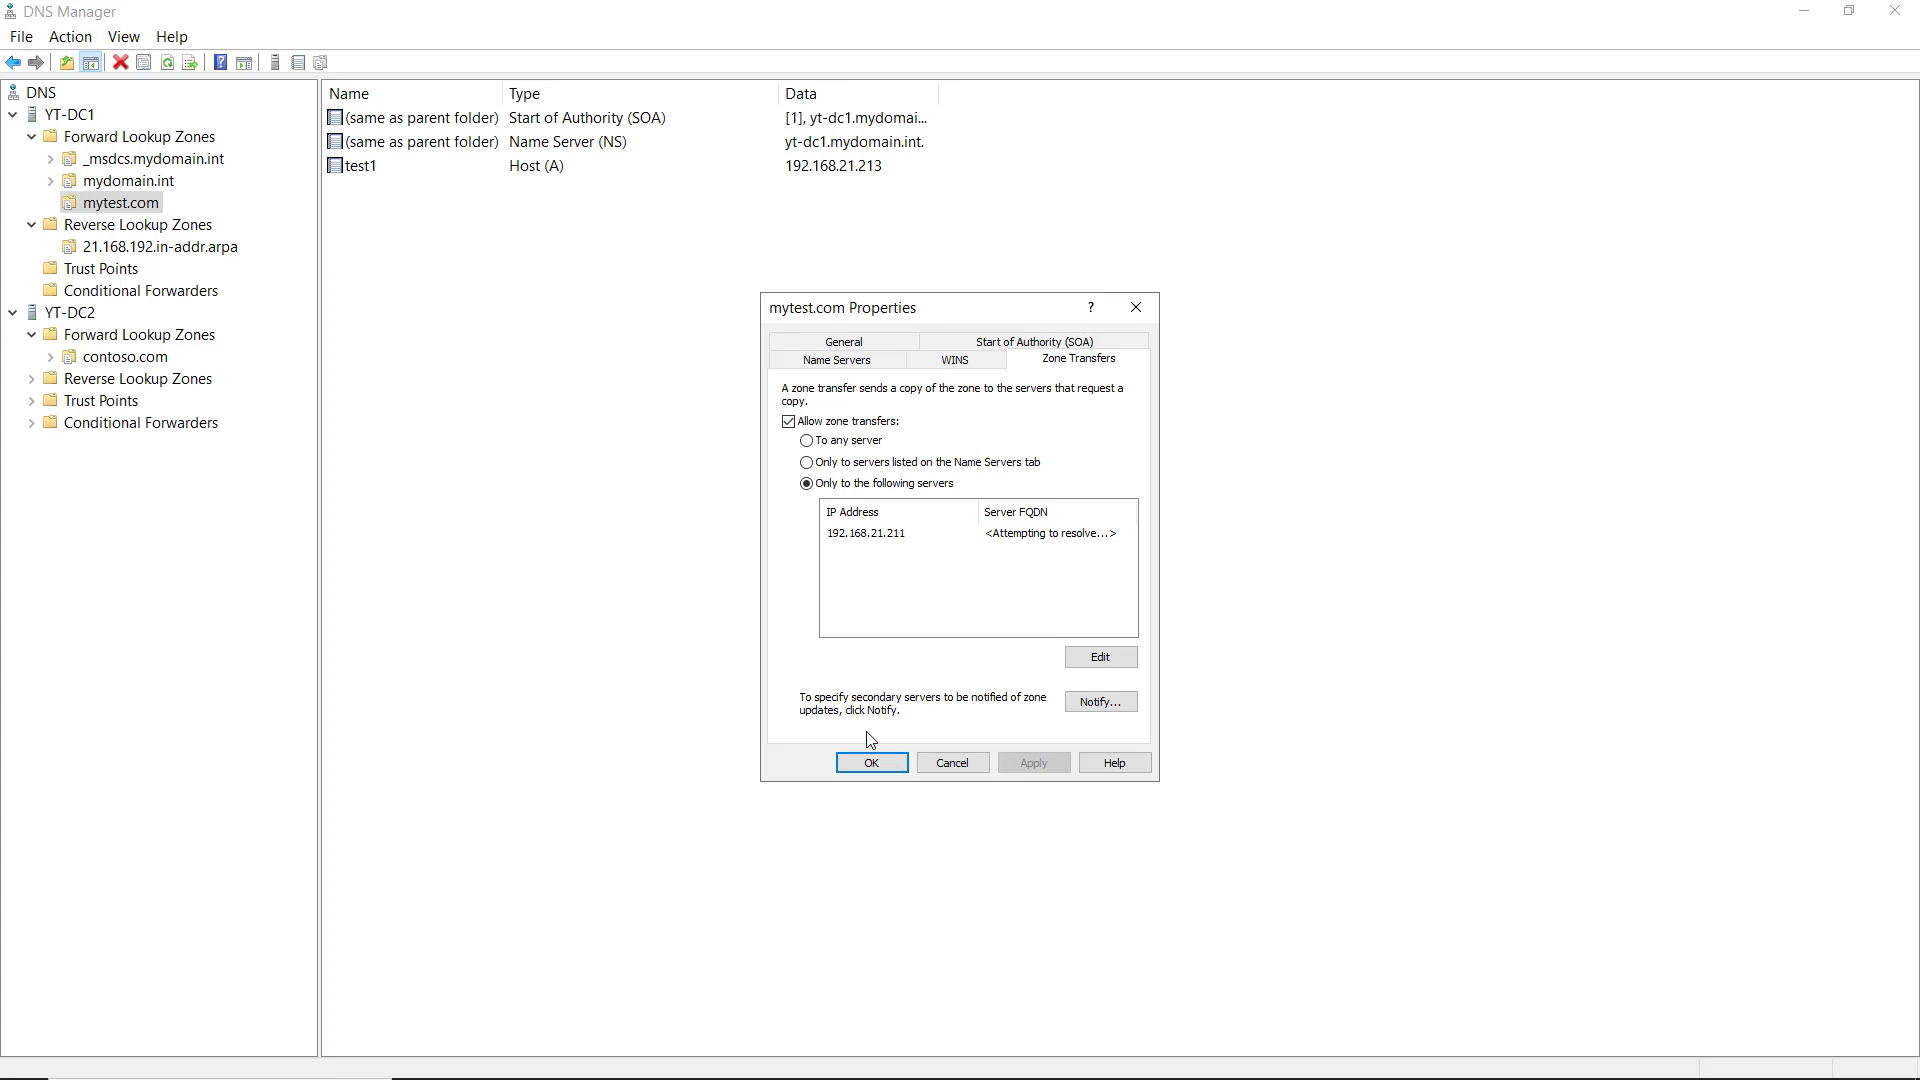 DNS Manager
File Action View Help
DNS
YT-DC1
Forward Lookup Zones
_msdcs.mydomain.int
mydomain.int
mytest.com
Reverse Lookup Zones
21.168.192.in-addr.arpa
Trust Points
Conditional Forwarders
YT-DC2
Forward Lookup Zones
contoso.com
Reverse Lookup Zones
Trust Points
Conditional Forwarders
Name Type Data
(same as parent folder) Start of Authority (SOA) [1], yt-dc1.mydomai...
(same as parent folder) Name Server (NS) yt-dc1.mydomain.int.
test1 Host (A) 192.168.21.213
mytest.com Properties
General Start of Authority (SOA)
Name Servers WINS Zone Transfers
A zone transfer sends a copy of the zone to the servers that request a
copy.
Allow zone transfers:
To any server
Only to servers listed on the Name Servers tab
Only to the following servers
IP Address Server FQDN
192.168.21.211 <Attempting to resolve...>
Edit
To specify secondary servers to be notified of zone
updates, click Notify.
Notify...
OK Cancel Apply Help